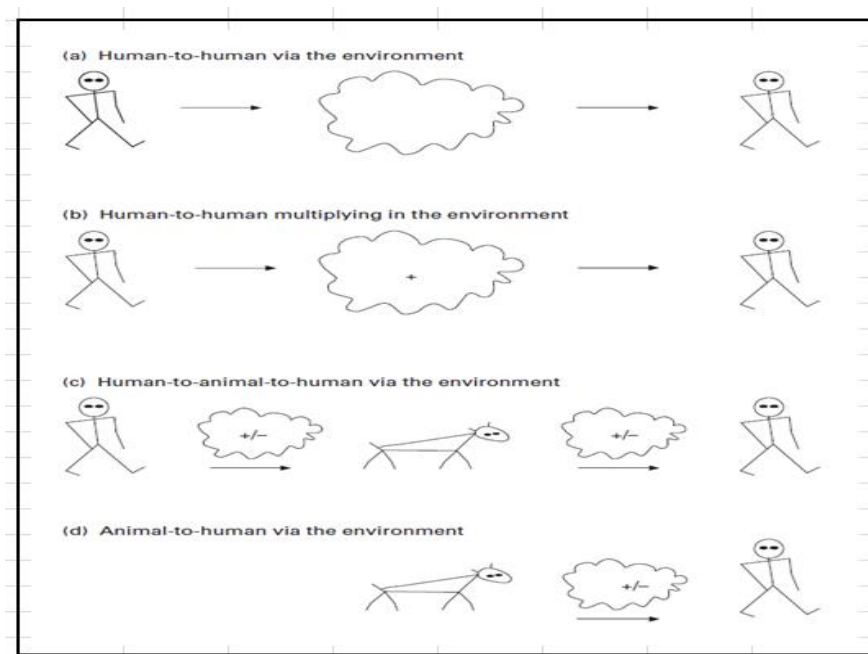 (a) Human-to-human via the environment
(b) Human-to-human multiplying in the environment
+
(c) Human-to-animal-to-human via the environment
+/−
+/−
(d) Animal-to-human via the environment
+/−